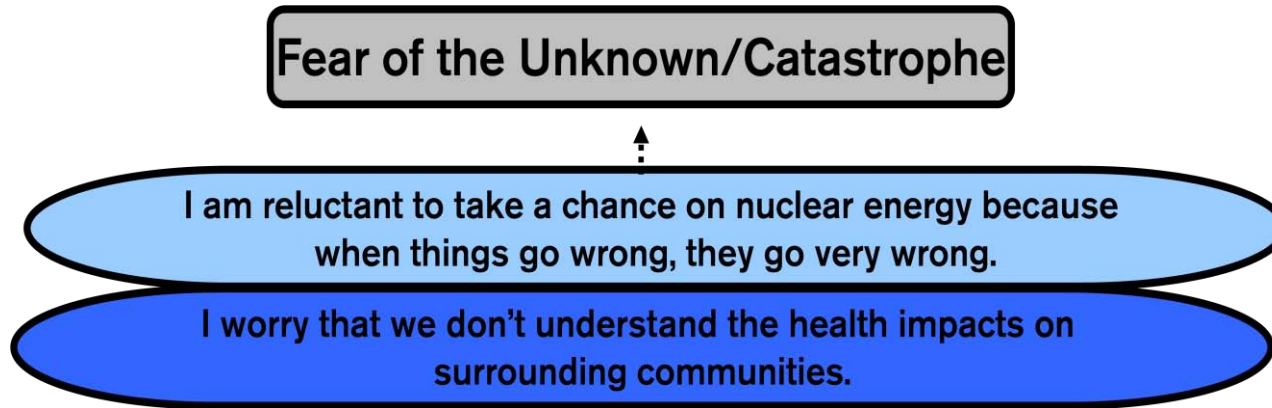 Fear of the Unknown/Catastrophe
I am reluctant to take a chance on nuclear energy because
when things go wrong, they go very wrong.
I worry that we don't understand the health impacts on
surrounding communities.